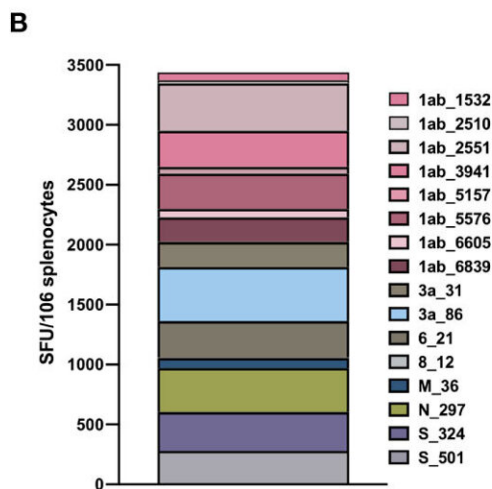 B
SFU/106 splenocytes
3500
3000
2500
2000
1500
1000
500
0
1ab_1532
1ab_2510
1ab_2551
1ab_3941
1ab_5157
1ab_5576
1ab_6605
1ab_6839
3a_31
3a_86
6_21
8_12
M_36
N_297
S_324
S_501